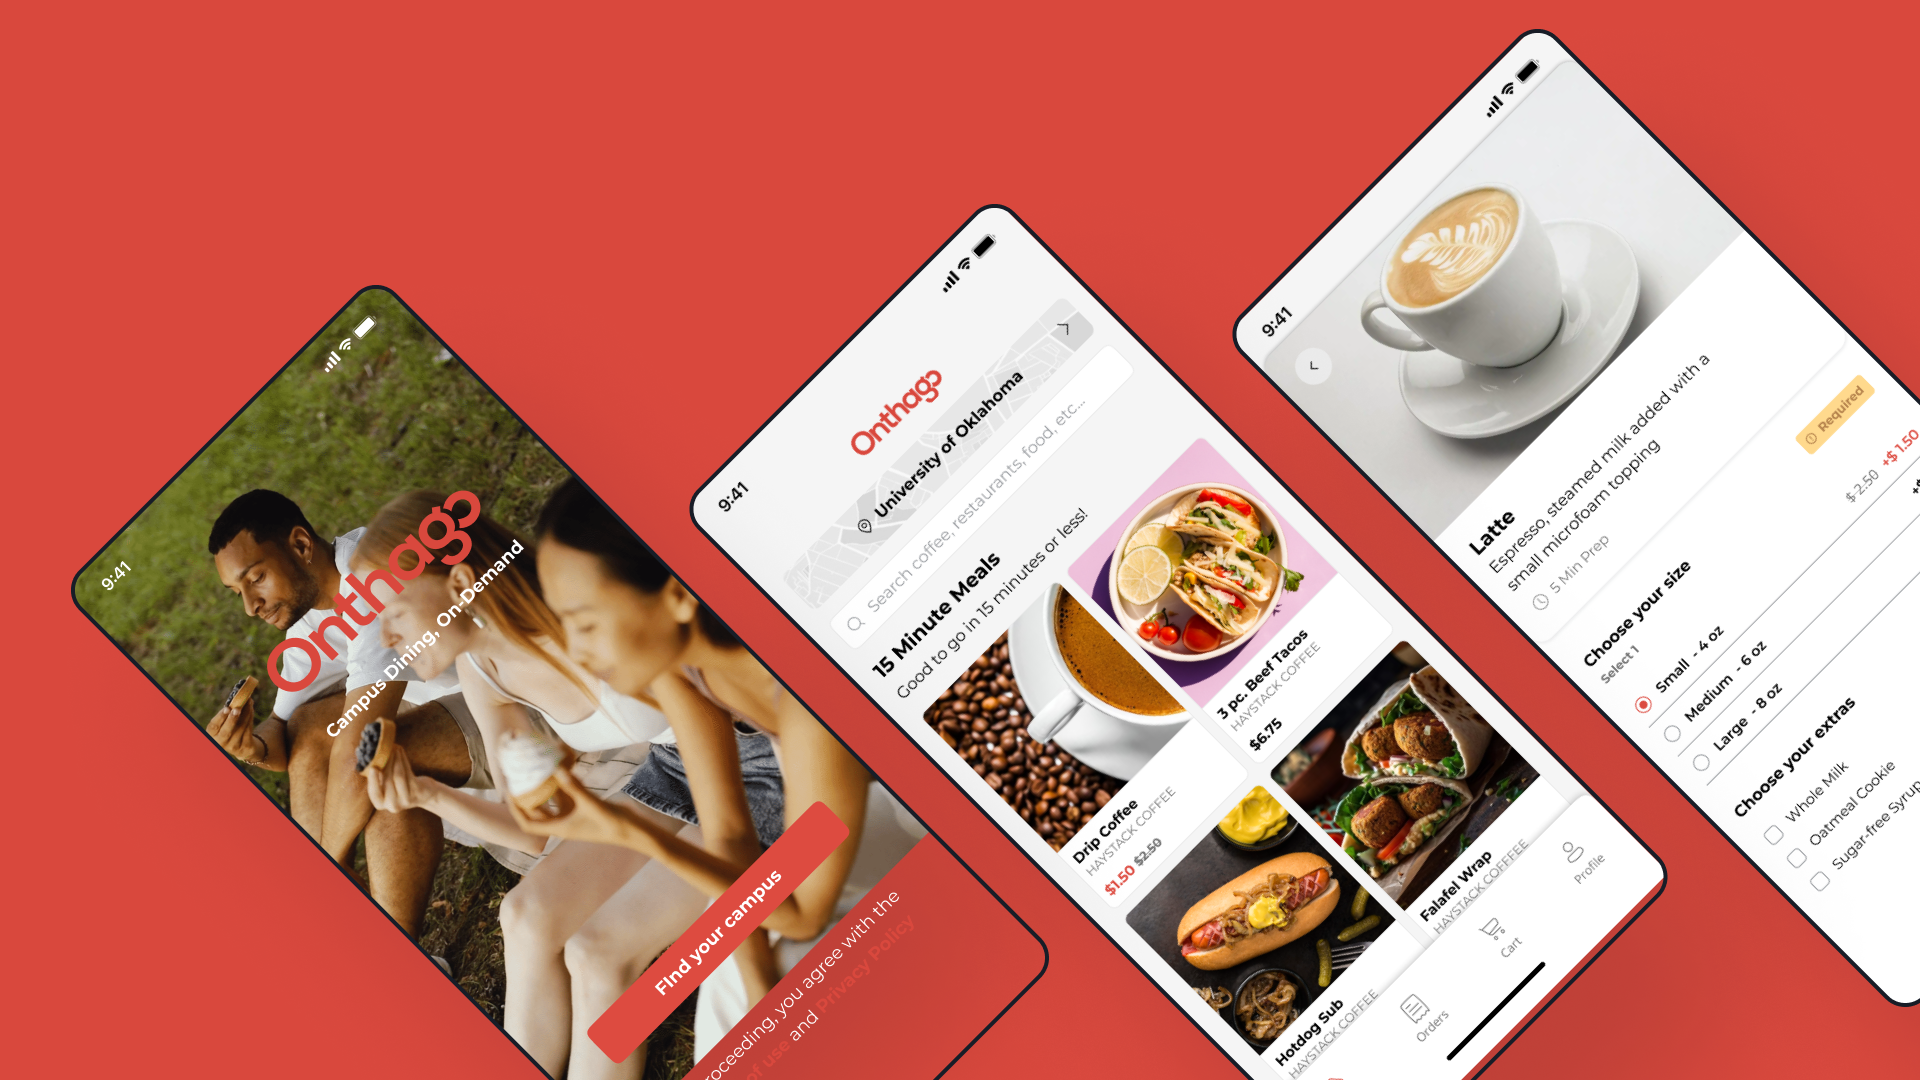 9:41
Onthago
Campus Dining, On-Demand
FInd your campus
roceeding, you agree with the
of use and Privacy Policy
9:41
Onthago
University of Oklahoma
Search coffee, restaurants, food, etc...
15 Minute Meals
Good to go in 15 minutes or less!
Drip Coffee
HAYSTACK COFFEE
$1.50 $2.50
3 pc. Beef Tacos
HAYSTACK COFFEE
$6.75
Hotdog Sub
HAYSTACK COFFEE
Falafel Wrap
HAYSTACK COFFFEE
Orders
Cart
Profile
9:41
Latte
Espresso, steamed milk added with a
small microfoam topping
5 Min Prep
Choose your size
Select 1
Required
Small - 4 oz
$ 2.50 +$ 1.50
Medium - 6 oz
Large - 8 oz
Choose your extras
Whole Milk
Oatmeal Cookie
Sugar-free Syrup